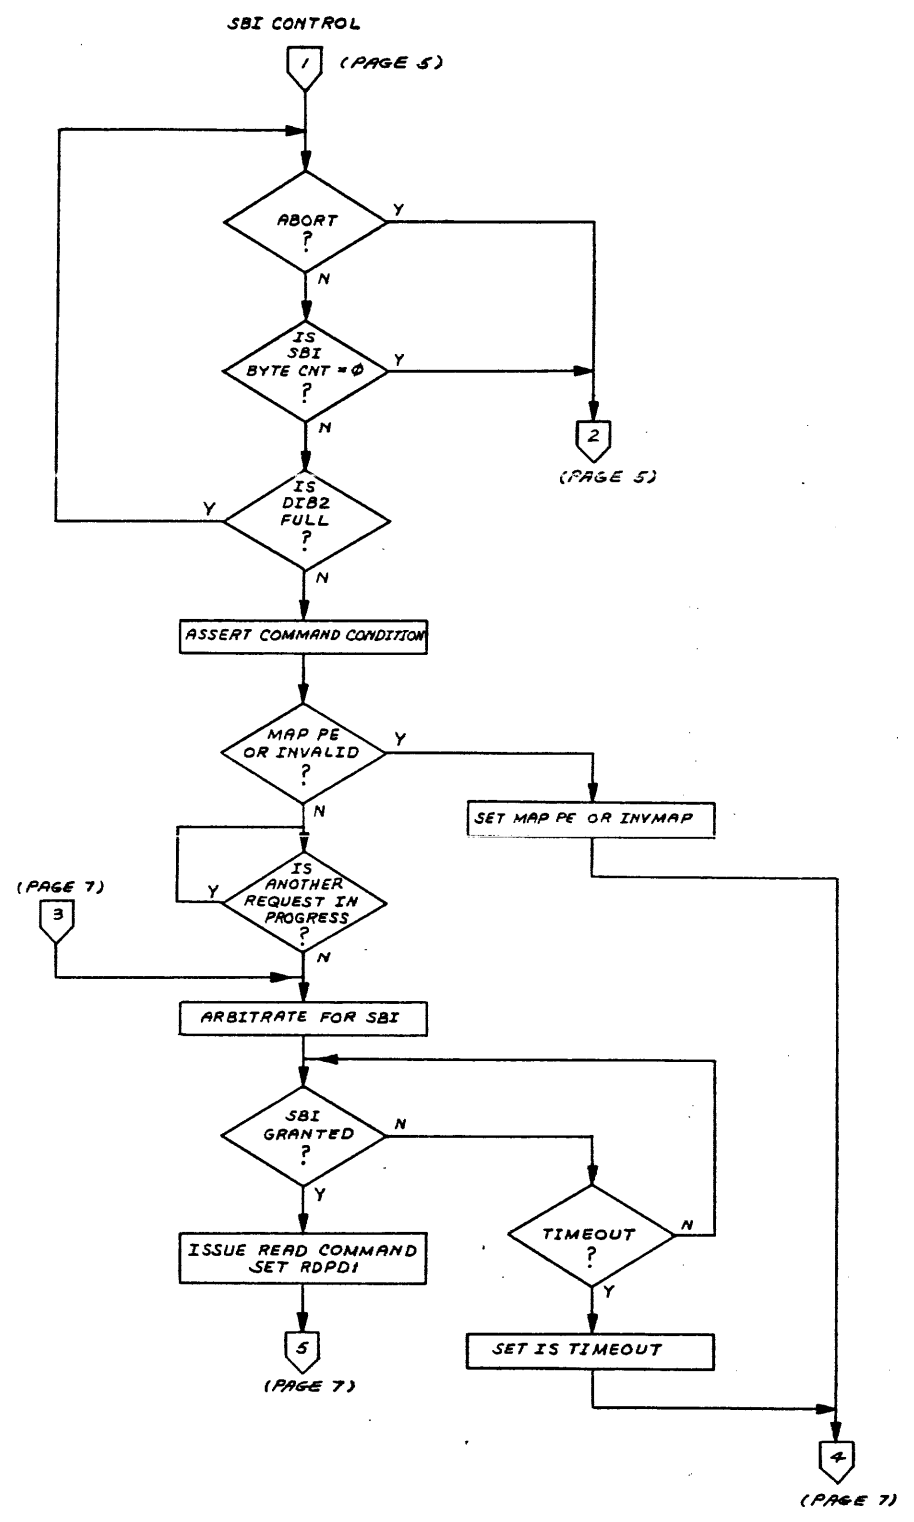 SBI CONTROL
1 (PAGE 5)
ABORT
?
Y
N
IS
SBI
BYTE CNT = Ø
?
Y
N
2
(PAGE 5)
IS
DIB2
FULL
?
Y
N
ASSERT COMMAND CONDITION
MAP PE
OR INVALID
?
Y
N
SET MAP PE OR INVMAP
IS
ANOTHER
REQUEST IN
PROGRESS
?
Y
N
(PAGE 7)
3
ARBITRATE FOR SBI
SBI
GRANTED
?
N
Y
TIMEOUT
?
N
Y
ISSUE READ COMMAND
SET RDPD1
SET IS TIMEOUT
5
(PAGE 7)
4
(PAGE 7)